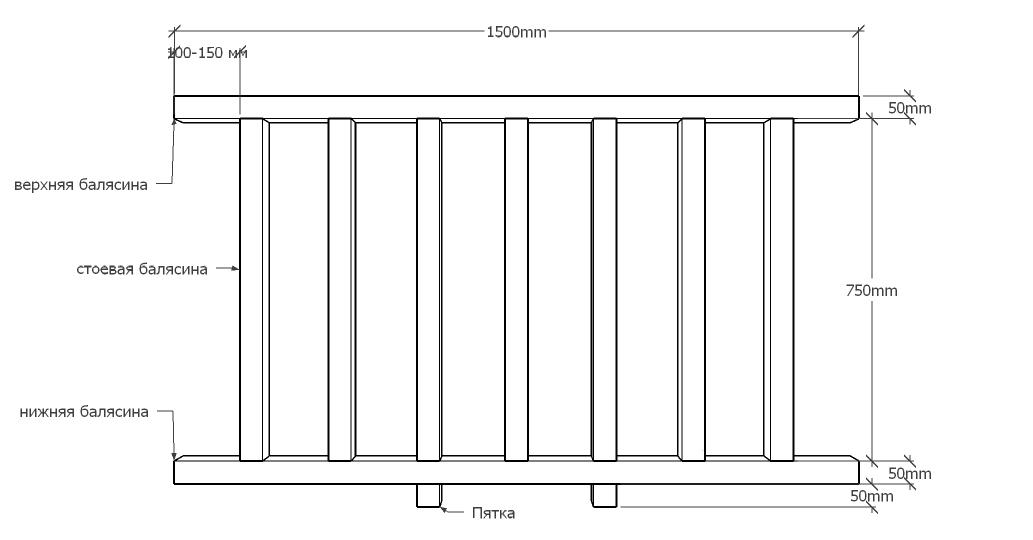 1500mm
100-150 мм
50mm
верхняя балясина
стоевая балясина
750mm
нижняя балясина
50mm
50mm
Пятка